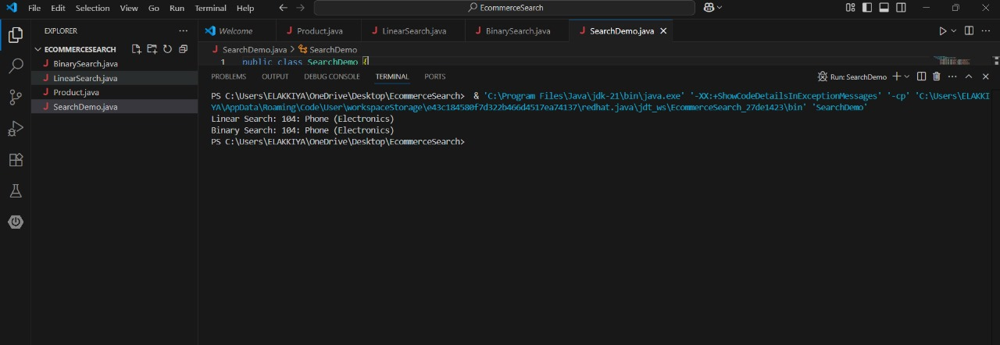 File Edit Selection View Go Run Terminal Help EcommerceSearch
EXPLORER
ECOMMERCESEARCH
BinarySearch.java
LinearSearch.java
Product.java
SearchDemo.java
Welcome Product.java LinearSearch.java BinarySearch.java SearchDemo.java
SearchDemo.java > SearchDemo
1 public class SearchDemo {
PROBLEMS OUTPUT DEBUG CONSOLE TERMINAL PORTS Run: SearchDemo
PS C:\Users\ELAKKIYA\OneDrive\Desktop\EcommerceSearch> & 'C:\Program Files\Java\jdk-21\bin\java.exe' '-XX:+ShowCodeDetailsInExceptionMessages' '-cp' 'C:\Users\ELAKKI
YA\AppData\Roaming\Code\User\workspaceStorage\e43c184580f7d322b466d4517ea74137\redhat.java\jdt_ws\EcommerceSearch_27de1423\bin' 'SearchDemo'
Linear Search: 104: Phone (Electronics)
Binary Search: 104: Phone (Electronics)
PS C:\Users\ELAKKIYA\OneDrive\Desktop\EcommerceSearch>